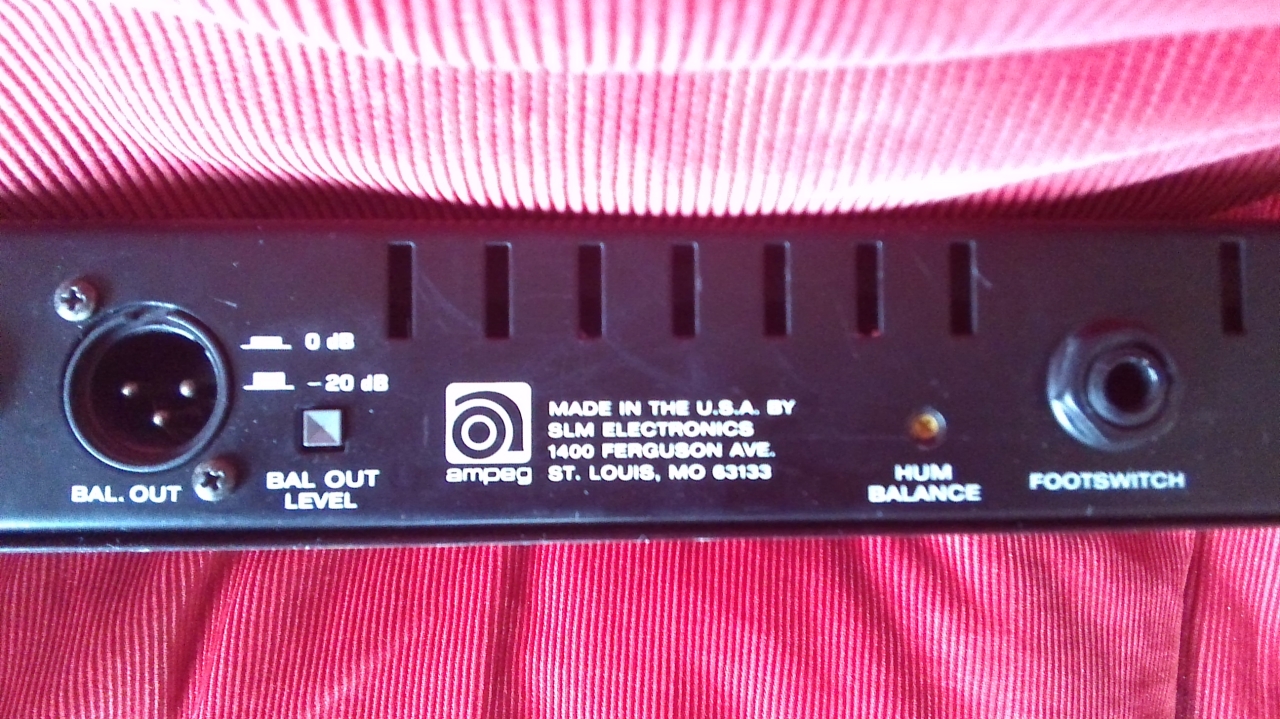 0 dB
-20 dB
BAL. OUT
BAL OUT
LEVEL
ampeg
MADE IN THE U.S.A. BY
SLM ELECTRONICS
1400 FERGUSON AVE.
ST. LOUIS, MO 63133
HUM
BALANCE
FOOTSWITCH